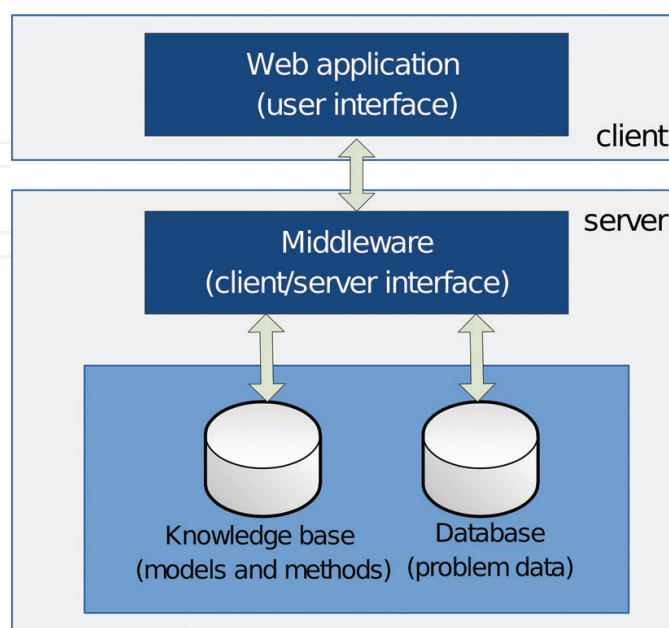 Web application
(user interface)
client
server
Middleware
(client/server interface)
Knowledge base
(models and methods)
Database
(problem data)